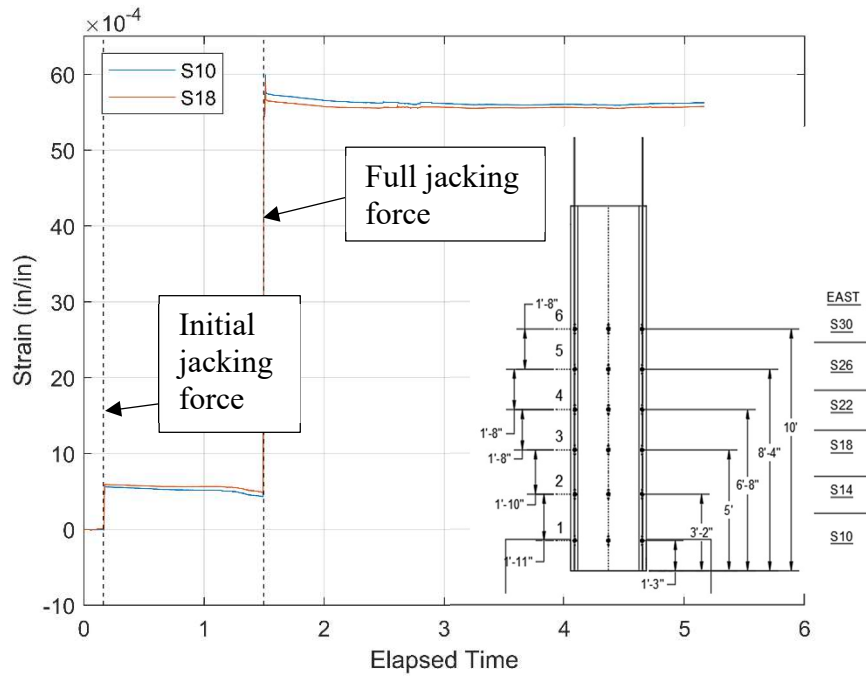 ×10⁻⁴
60
50
40
30
20
10
0
-10
Strain (in/in)
0 1 2 3 4 5 6
Elapsed Time
S10
S18
Initial
jacking
force
Full jacking
force
1'-8"
1'-8"
1'-8"
1'-10"
1'-11"
6
5
4
3
2
1
1'-3"
3'-2"
5'
6'-8"
8'-4"
10'
EAST
S30
S26
S22
S18
S14
S10